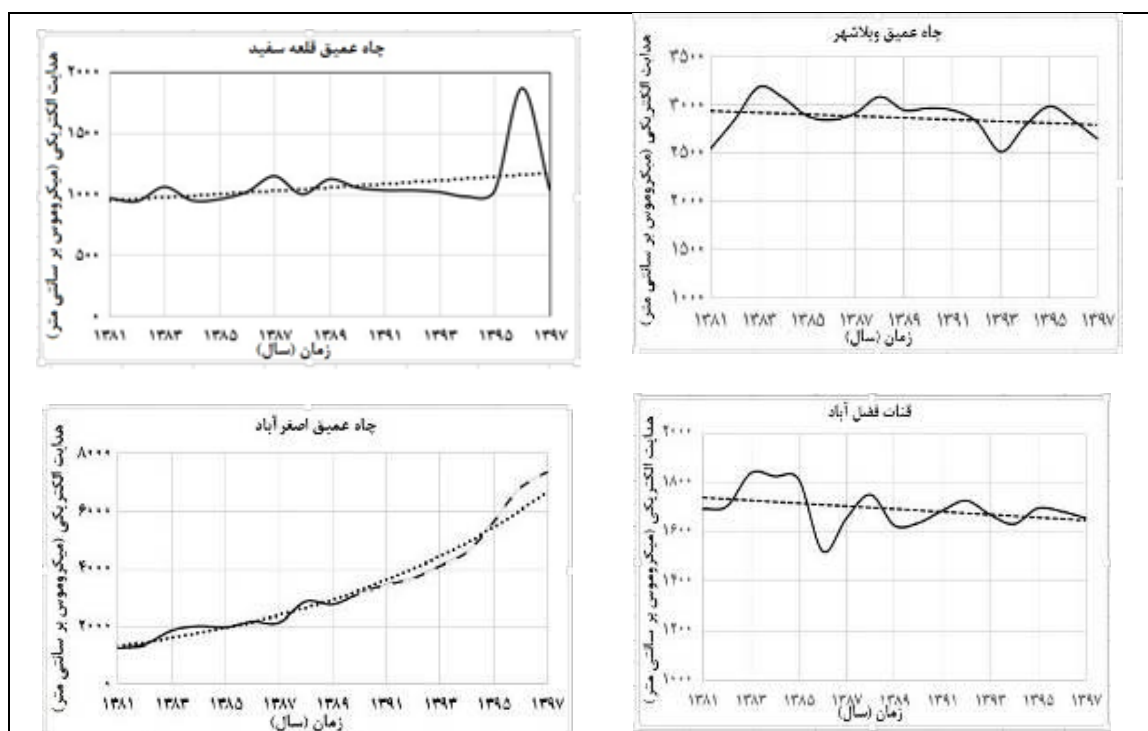 چاه عمیق قلعه سفید
هدایت الکتریکی (میکروموس بر سانتی متر)
۲۰۰۰
۱۵۰۰
۱۰۰۰
۵۰۰
۰
۱۳۸۱ ۱۳۸۳ ۱۳۸۵ ۱۳۸۷ ۱۳۸۹ ۱۳۹۱ ۱۳۹۳ ۱۳۹۵ ۱۳۹۷
زمان (سال)
چاه عمیق ویلاشهر
هدایت الکتریکی (میکروموس بر سانتی متر)
۳۵۰۰
۳۰۰۰
۲۵۰۰
۲۰۰۰
۱۵۰۰
۱۰۰۰
۱۳۸۱ ۱۳۸۳ ۱۳۸۵ ۱۳۸۷ ۱۳۸۹ ۱۳۹۱ ۱۳۹۳ ۱۳۹۵ ۱۳۹۷
زمان (سال)
چاه عمیق اصغر آباد
هدایت الکتریکی (میکروموس بر سانتی متر)
۸۰۰۰
۶۰۰۰
۴۰۰۰
۲۰۰۰
۰
۱۳۸۱ ۱۳۸۳ ۱۳۸۵ ۱۳۸۷ ۱۳۸۹ ۱۳۹۱ ۱۳۹۳ ۱۳۹۵ ۱۳۹۷
زمان (سال)
قنات فضل آباد
هدایت الکتریکی (میکروموس بر سانتی متر)
۲۰۰۰
۱۸۰۰
۱۶۰۰
۱۴۰۰
۱۲۰۰
۱۰۰۰
۱۳۸۱ ۱۳۸۳ ۱۳۸۵ ۱۳۸۷ ۱۳۸۹ ۱۳۹۱ ۱۳۹۳ ۱۳۹۵ ۱۳۹۷
زمان (سال)